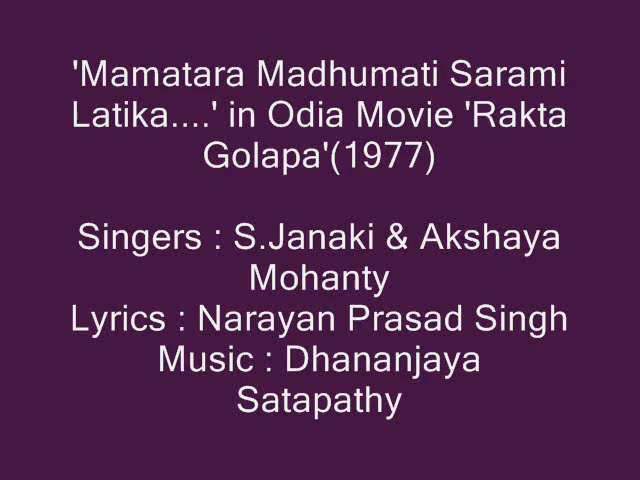 'Mamatara Madhumati Sarami
Latika....' in Odia Movie 'Rakta
Golapa'(1977)
Singers : S.Janaki & Akshaya
Mohanty
Lyrics : Narayan Prasad Singh
Music : Dhananjaya
Satapathy